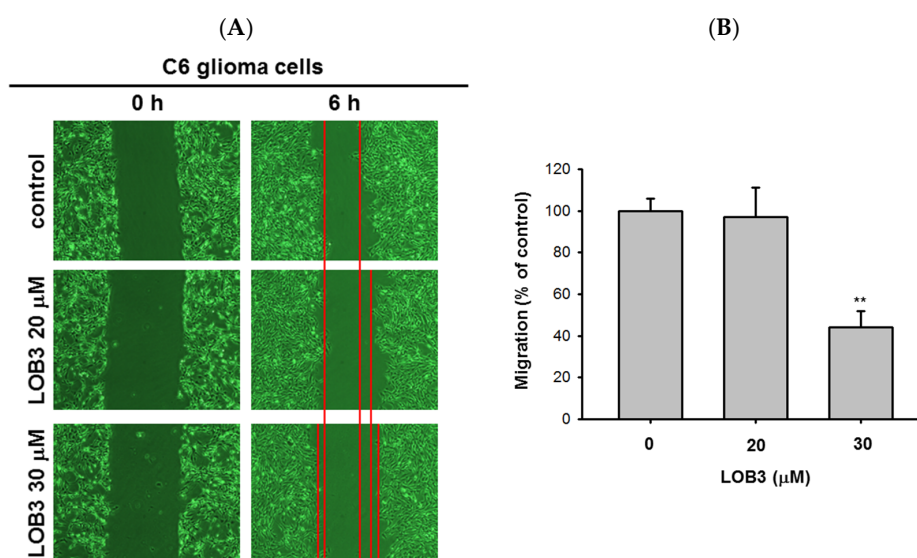 (A)
C6 glioma cells
0 h
6 h
control
LOB3 20 μM
LOB3 30 μM
(B)
Migration (% of control)
120
100
80
60
40
20
0
**
0
20
30
LOB3 (μM)